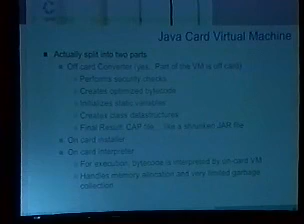 Java Card Virtual Machine
Actually split into two parts
Off card Converter (yes. Part of the VM is off card)
Performs security checks
Creates optimized bytecode
Initializes static variables
Creates class datastructures
Final Result CAP file... like a shrunken JAR file
On card installer
On card interpreter
For execution, bytecode is interpreted by on-card VM
Handles memory allocation and very limited garbage
collection